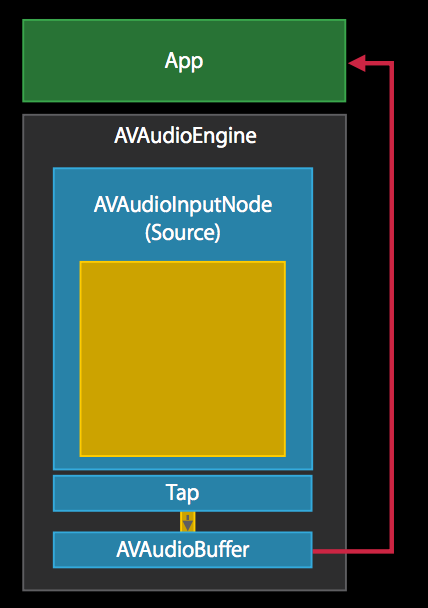 App
AVAudioEngine
AVAudioInputNode
(Source)
Tap
AVAudioBuffer